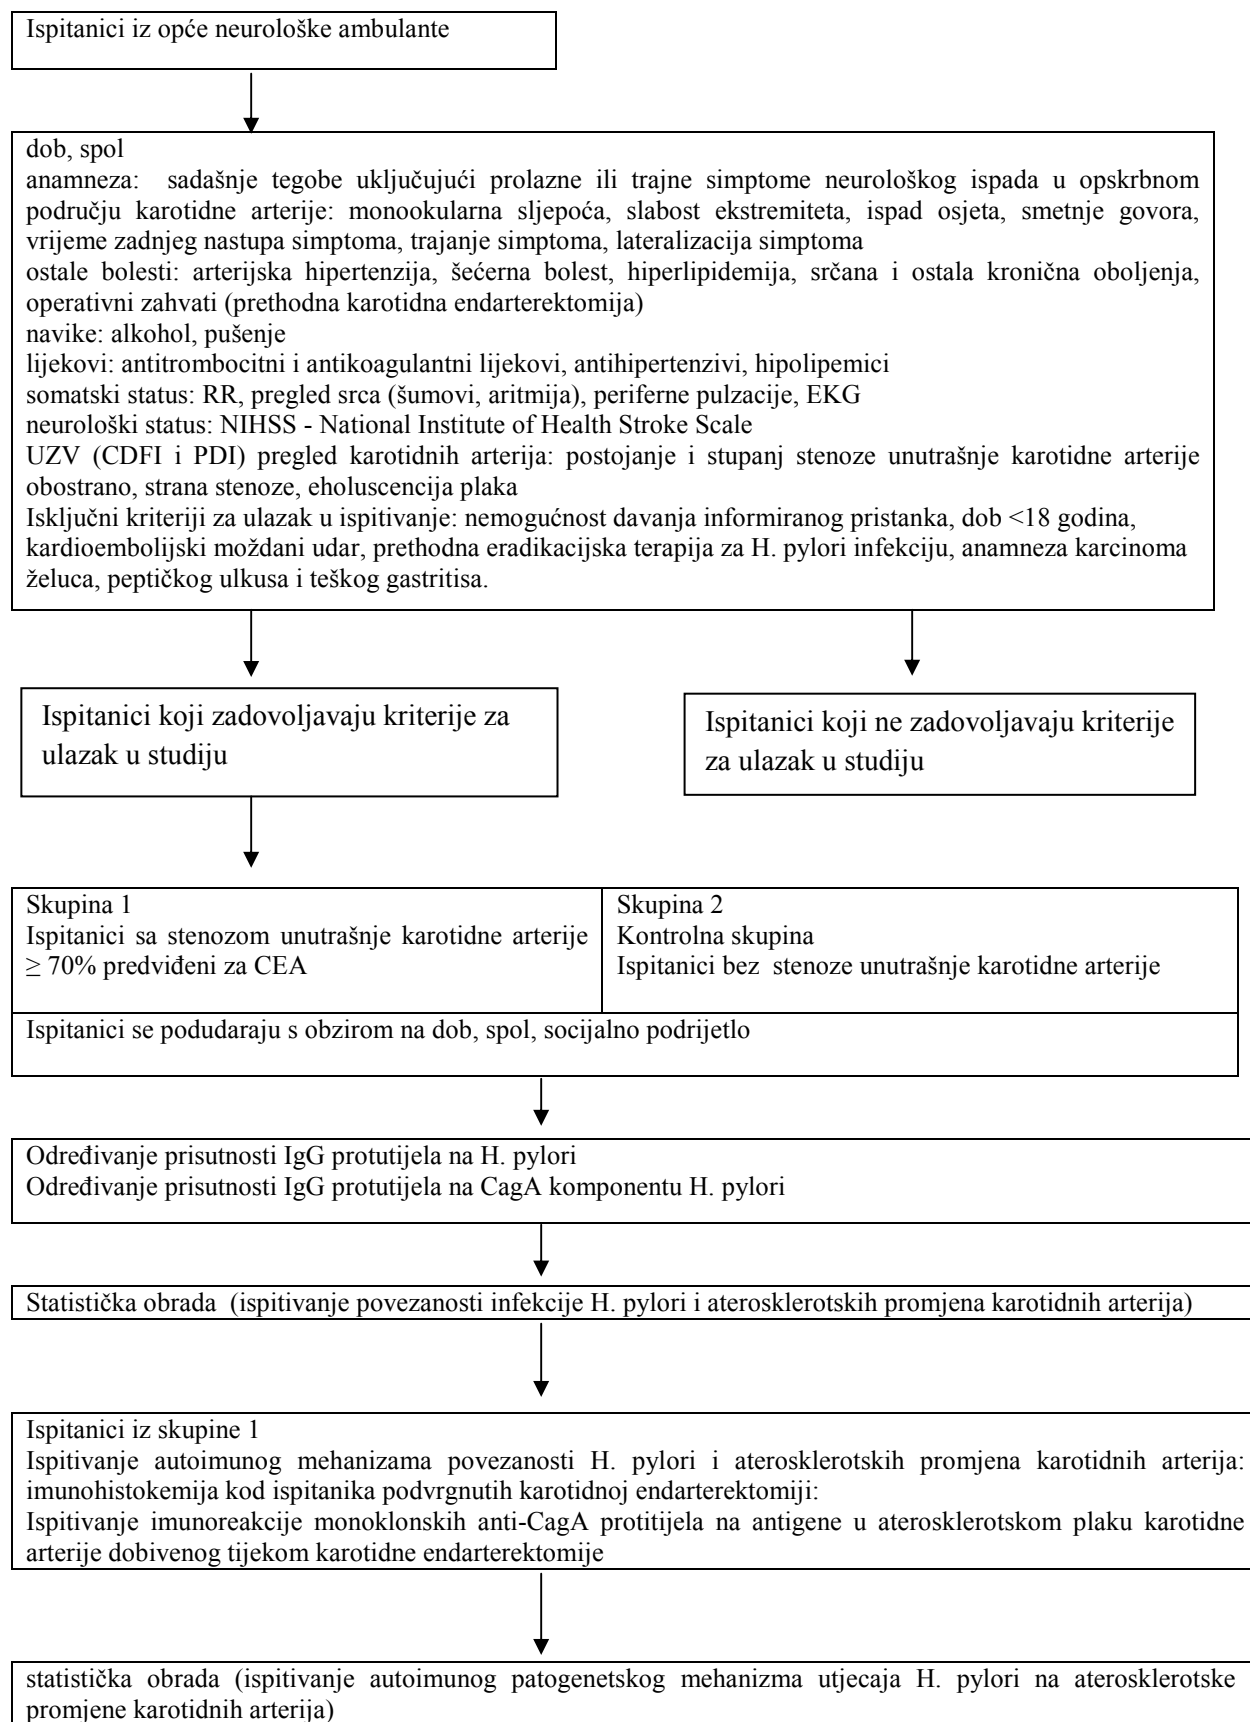 Ispitanici iz opće neurološke ambulante
dob, spol
anamneza: sadašnje tegobe uključujući prolazne ili trajne simptome neurološkog ispada u opskrbnom
području karotidne arterije: monookularna sljepoća, slabost ekstremiteta, ispad osjeta, smetnje govora,
vrijeme zadnjeg nastupa simptoma, trajanje simptoma, lateralizacija simptoma
ostale bolesti: arterijska hipertenzija, šećerna bolest, hiperlipidemija, srčana i ostala kronična oboljenja,
operativni zahvati (prethodna karotidna endarterektomija)
navike: alkohol, pušenje
lijekovi: antitrombocitni i antikoagulantni lijekovi, antihipertenzivi, hipolipemici
somatski status: RR, pregled srca (šumovi, aritmija), periferne pulzacije, EKG
neurološki status: NIHSS - National Institute of Health Stroke Scale
UZV (CDFI i PDI) pregled karotidnih arterija: postojanje i stupanj stenoze unutrašnje karotidne arterije
obostrano, strana stenoze, eholuscencija plaka
Isključni kriteriji za ulazak u ispitivanje: nemogućnost davanja informiranog pristanka, dob <18 godina,
kardioembolijski moždani udar, prethodna eradikacijska terapija za H. pylori infekciju, anamneza karcinoma
želuca, peptičkog ulkusa i teškog gastritisa.
Ispitanici koji zadovoljavaju kriterije za
ulazak u studiju
Ispitanici koji ne zadovoljavaju kriterije
za ulazak u studiju
Skupina 1
Ispitanici sa stenozom unutrašnje karotidne arterije
≥ 70% predviđeni za CEA
Skupina 2
Kontrolna skupina
Ispitanici bez stenoze unutrašnje karotidne arterije
Ispitanici se podudaraju s obzirom na dob, spol, socijalno podrijetlo
Određivanje prisutnosti IgG protutijela na H. pylori
Određivanje prisutnosti IgG protutijela na CagA komponentu H. pylori
Statistička obrada (ispitivanje povezanosti infekcije H. pylori i aterosklerotskih promjena karotidnih arterija)
Ispitanici iz skupine 1
Ispitivanje autoimunog mehanizama povezanosti H. pylori i aterosklerotskih promjena karotidnih arterija:
imunohistokemija kod ispitanika podvrgnutih karotidnoj endarterektomiji:
Ispitivanje imunoreakcije monoklonskih anti-CagA protitijela na antigene u aterosklerotskom plaku karotidne
arterije dobivenog tijekom karotidne endarterektomije
statistička obrada (ispitivanje autoimunog patogenetskog mehanizma utjecaja H. pylori na aterosklerotske
promjene karotidnih arterija)